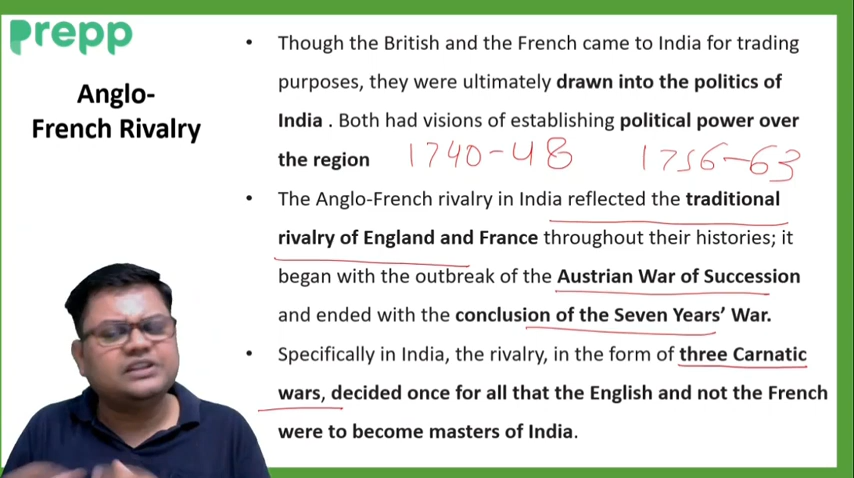 Prepp
Anglo-
French Rivalry
• Though the British and the French came to India for trading
purposes, they were ultimately drawn into the politics of
India . Both had visions of establishing political power over
the region 1740-48 1756-63
• The Anglo-French rivalry in India reflected the traditional
rivalry of England and France throughout their histories; it
began with the outbreak of the Austrian War of Succession
and ended with the conclusion of the Seven Years’ War.
• Specifically in India, the rivalry, in the form of three Carnatic
wars, decided once for all that the English and not the French
were to become masters of India.